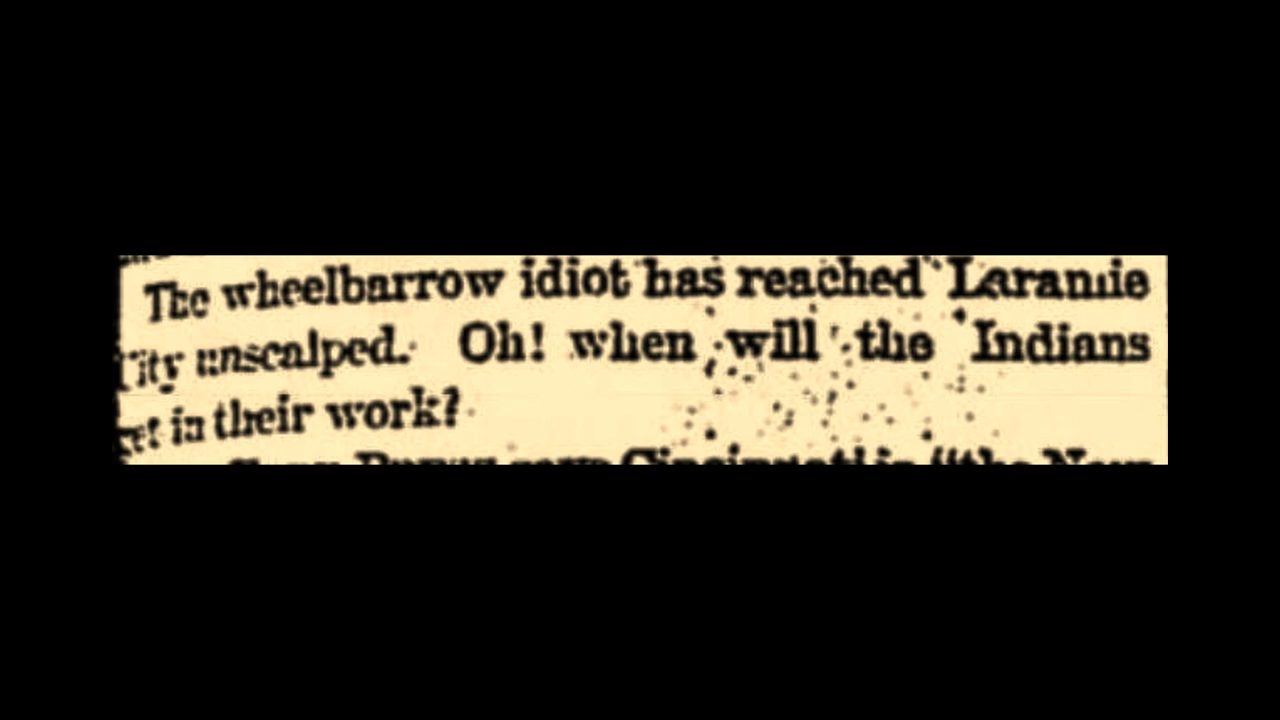 The wheelbarrow idiot has reached Laramie
City unscalped. Oh! when will the Indians
get in their work?